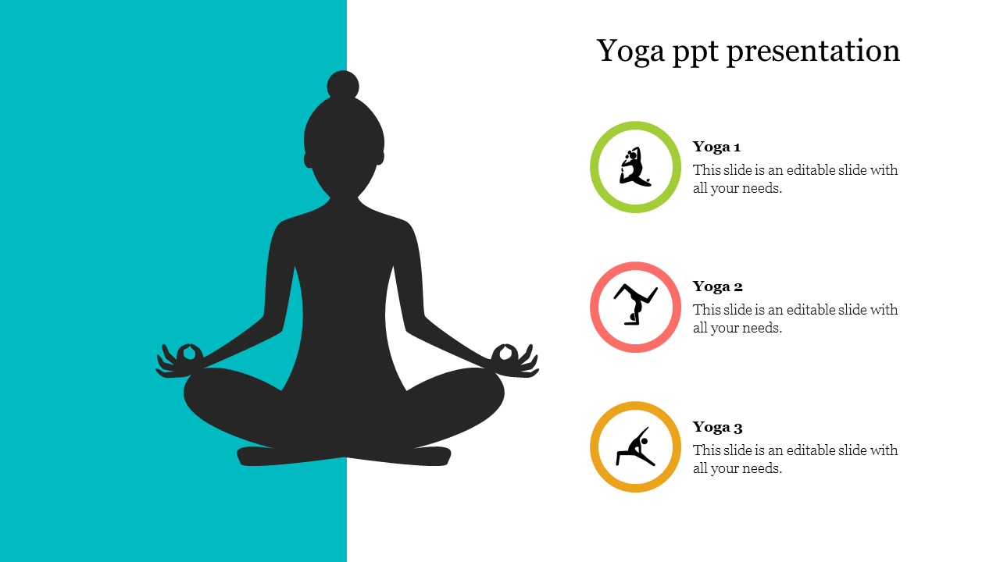 Yoga ppt presentation
Yoga 1
This slide is an editable slide with
all your needs.
Yoga 2
This slide is an editable slide with
all your needs.
Yoga 3
This slide is an editable slide with
all your needs.